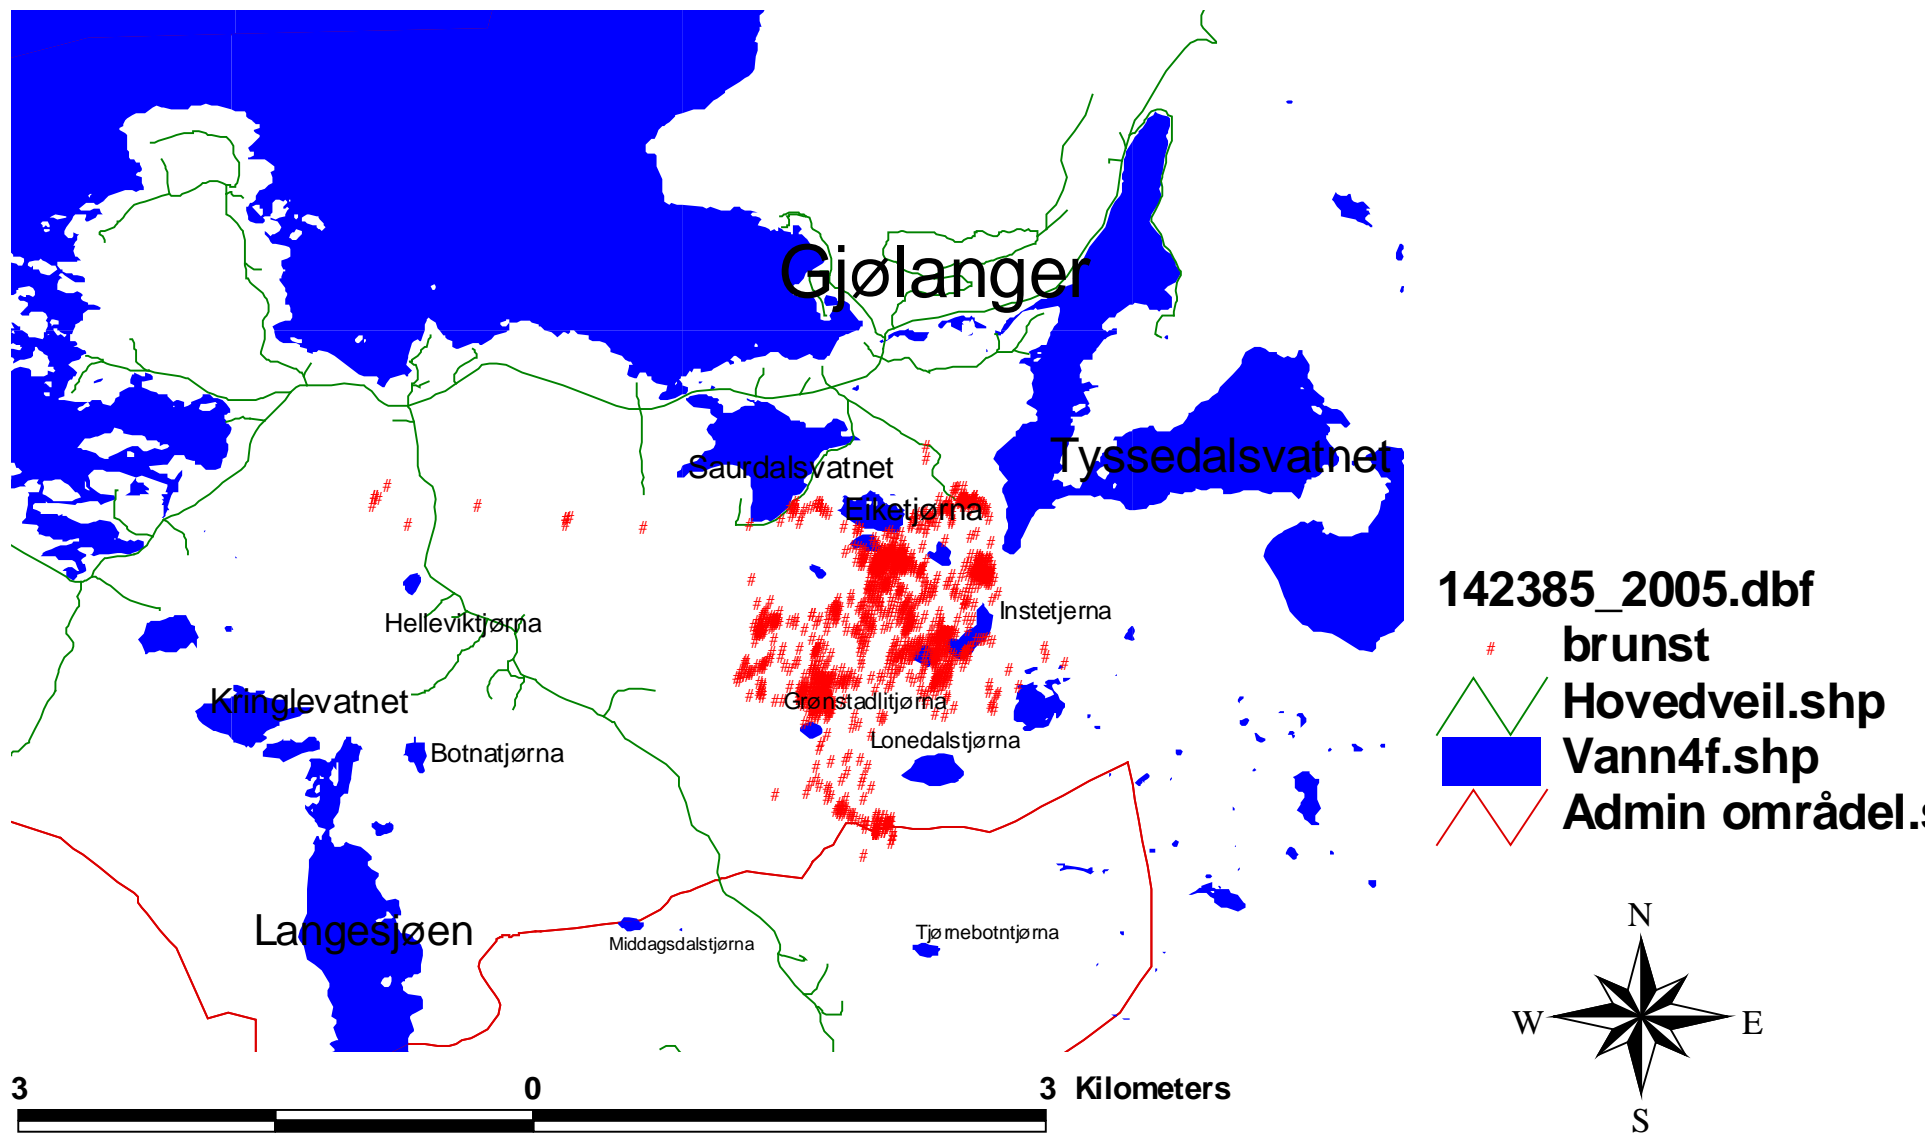 Gjølanger
Tyssedalsvatnet
Saurdalsvatnet
Eiketjørna
Instetjerna
Helleviktjørna
Kringlevatnet
Grønstadlitjørna
Botnatjørna
Lonedalstjørna
Langesjøen
Middagsdalstjørna
Tjørnebotntjørna
142385_2005.dbf
# brunst
Hovedveil.shp
Vann4f.shp
Admin områdel.s
N
W E
S
3 0 3 Kilometers